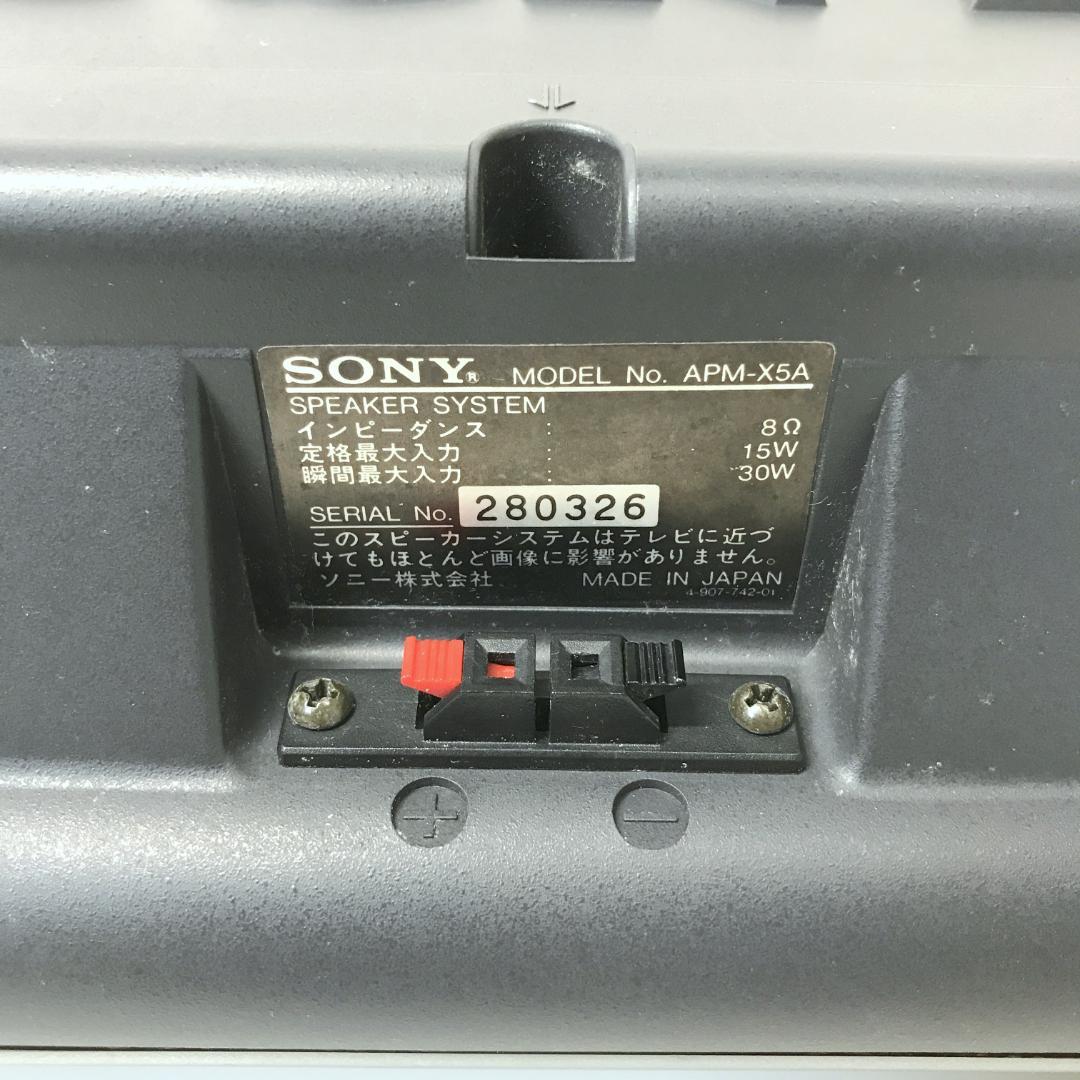 SONY® MODEL No. APM-X5A
SPEAKER SYSTEM
インピーダンス : 8Ω
定格最大入力 : 15W
瞬間最大入力 : 30W
SERIAL No. 280326
このスピーカーシステムはテレビに近づ
けてもほとんど画像に影響がありません。
ソニー株式会社 MADE IN JAPAN
4-907-742-01
+ −